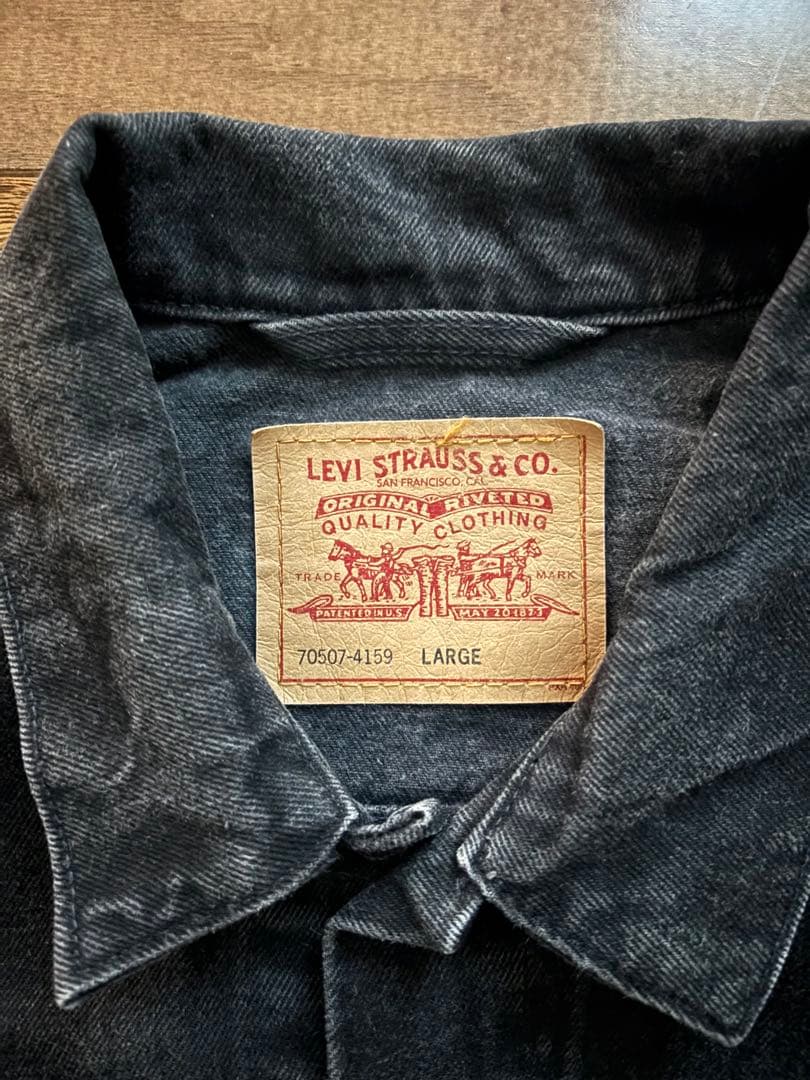 LEVI STRAUSS & CO.
SAN FRANCISCO, CAL.
ORIGINAL RIVETED
QUALITY CLOTHING
TRADE MARK
PATENTED IN U.S. MAY 20 1873
70507-4159 LARGE